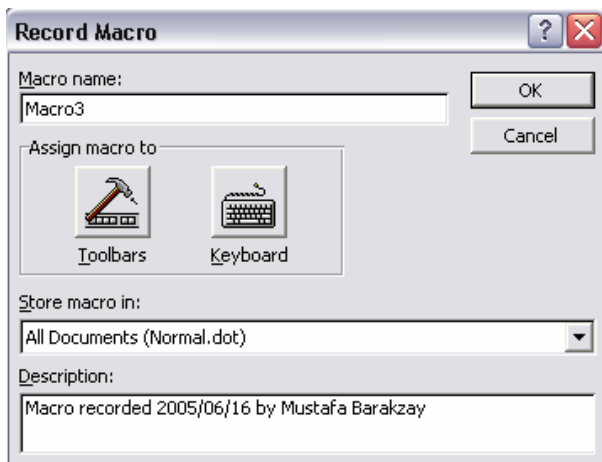 Record Macro
Macro name:
OK
Macro3
Cancel
Assign macro to
Toolbars
Keyboard
Store macro in:
All Documents (Normal.dot)
Description:
Macro recorded 2005/06/16 by Mustafa Barakzay